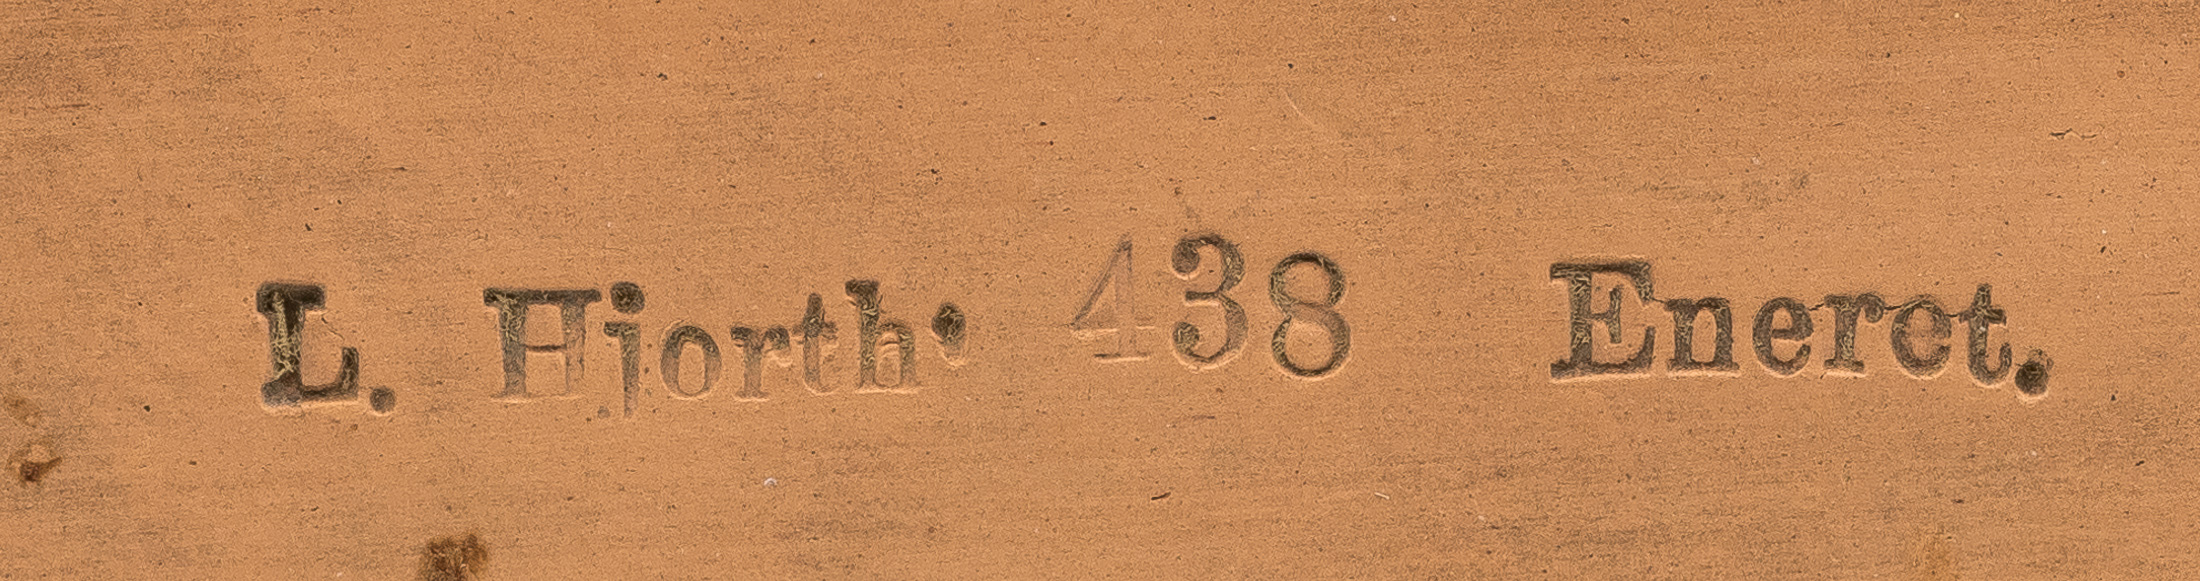 L. Hjorth. 438 Eneret.